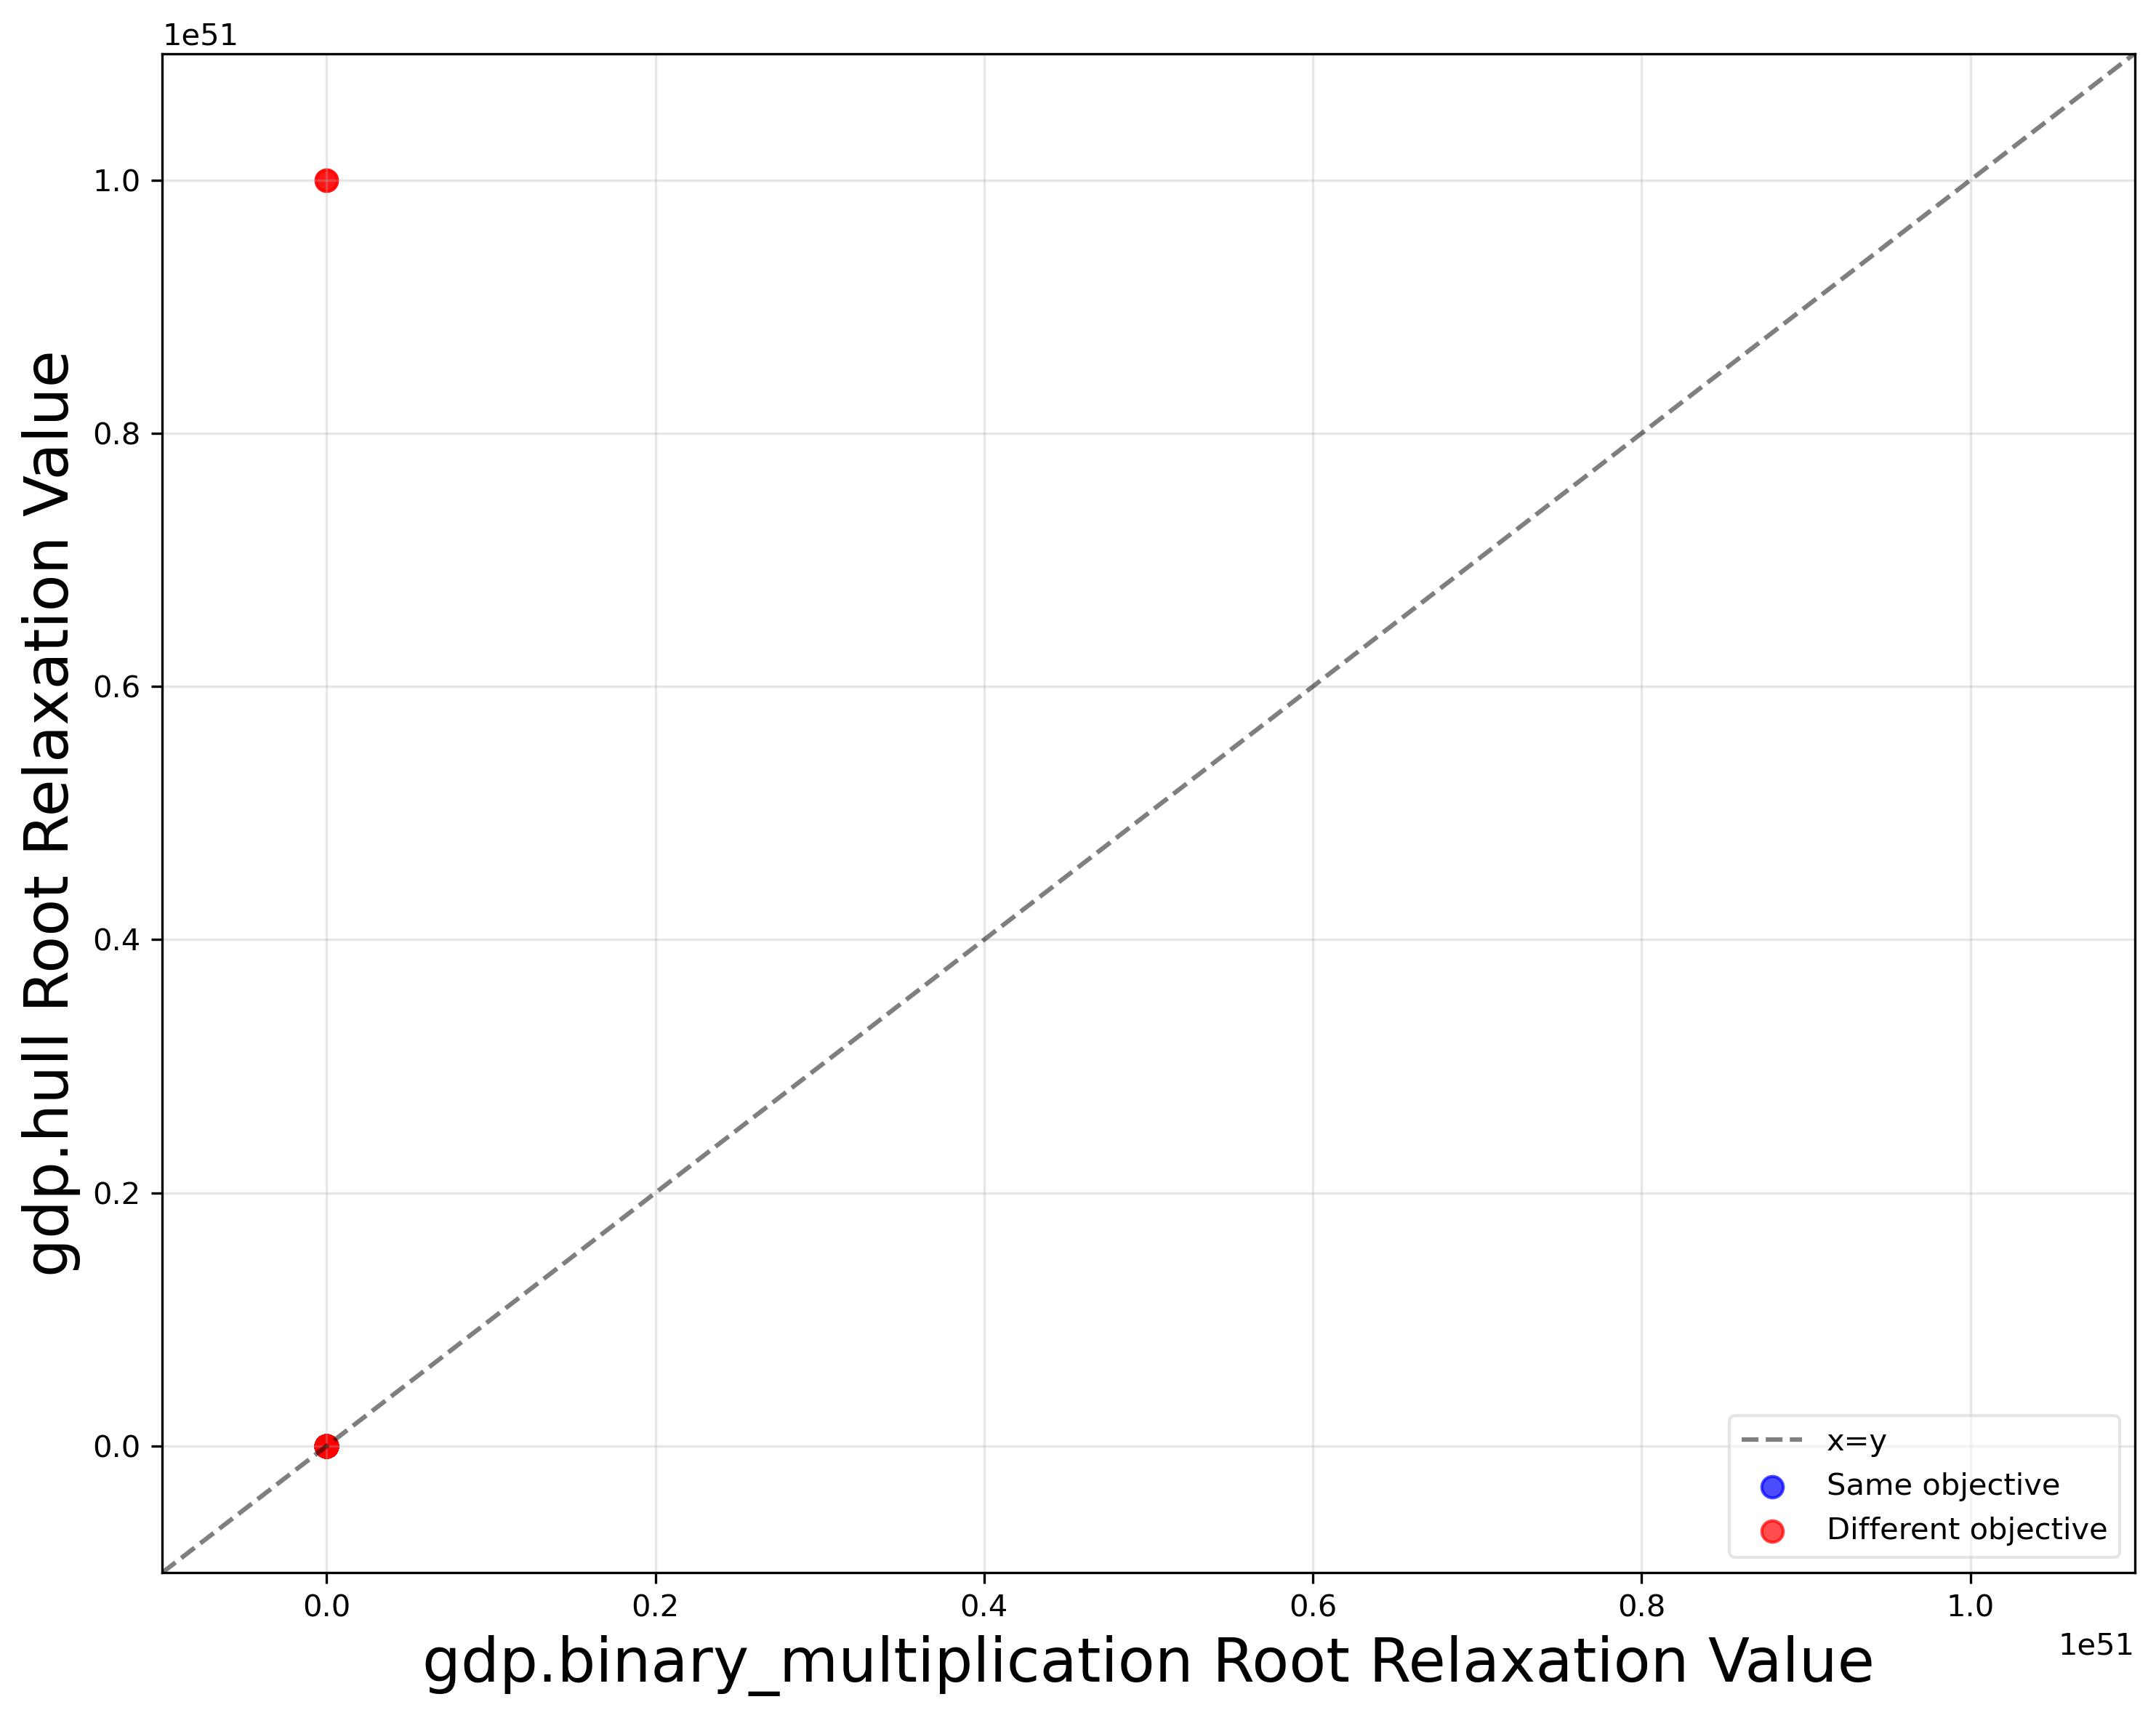 1e51
gdp.hull Root Relaxation Value
1.0
0.8
0.6
0.4
0.2
0.0
x=y
Same objective
Different objective
0.0 0.2 0.4 0.6 0.8 1.0
1e51
gdp.binary_multiplication Root Relaxation Value